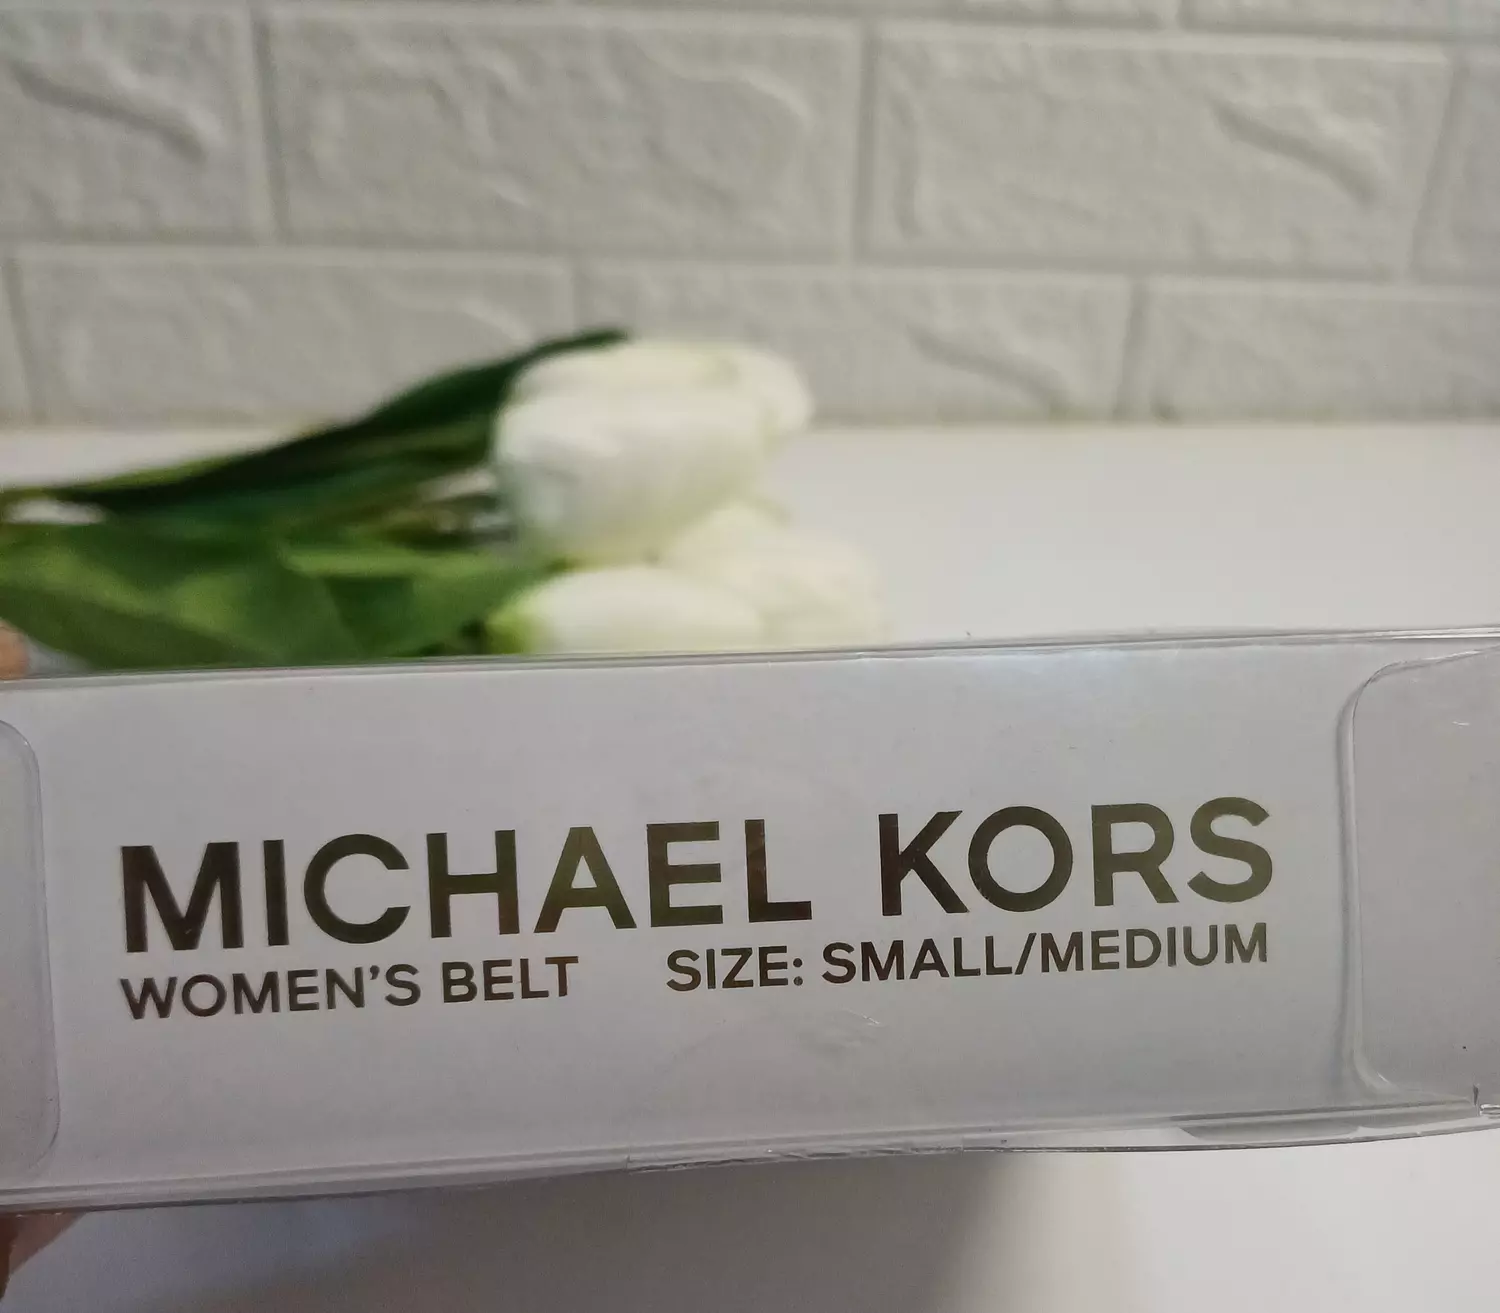 MICHAEL KORS
WOMEN'S BELT SIZE: SMALL/MEDIUM